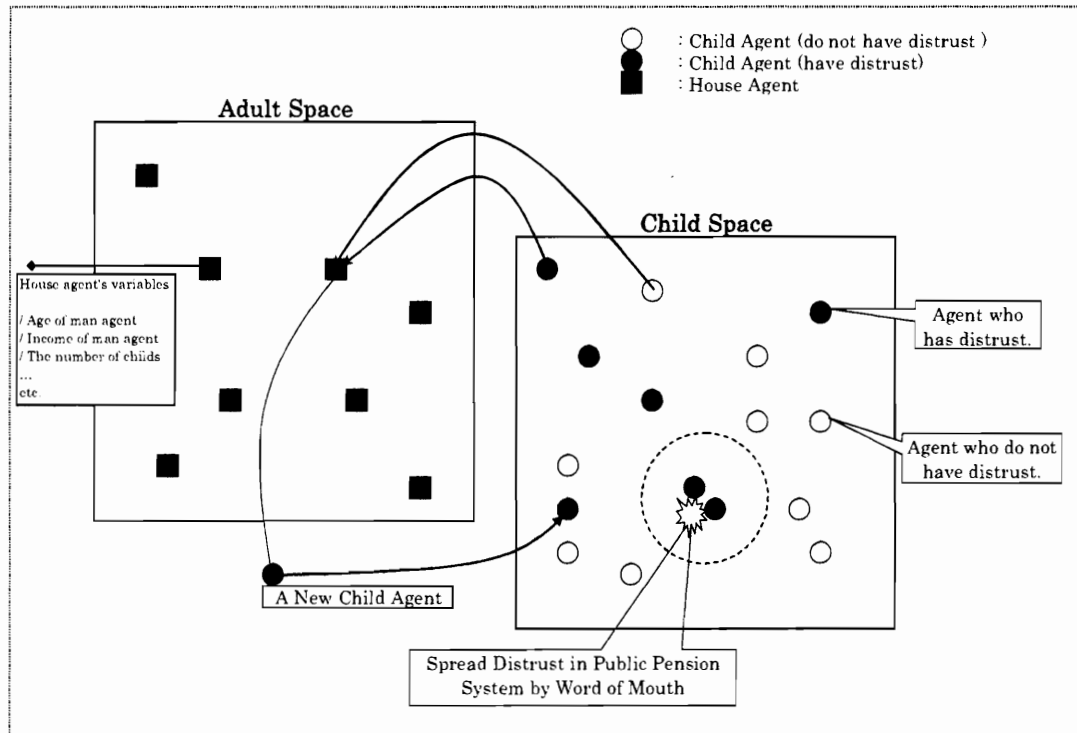 : Child Agent (do not have distrust )
: Child Agent (have distrust)
: House Agent
Adult Space
Child Space
House agent's variables
/ Age of man agent
/ Income of man agent
/ The number of childs
...
etc.
Agent who
has distrust.
Agent who do not
have distrust.
A New Child Agent
Spread Distrust in Public Pension
System by Word of Mouth